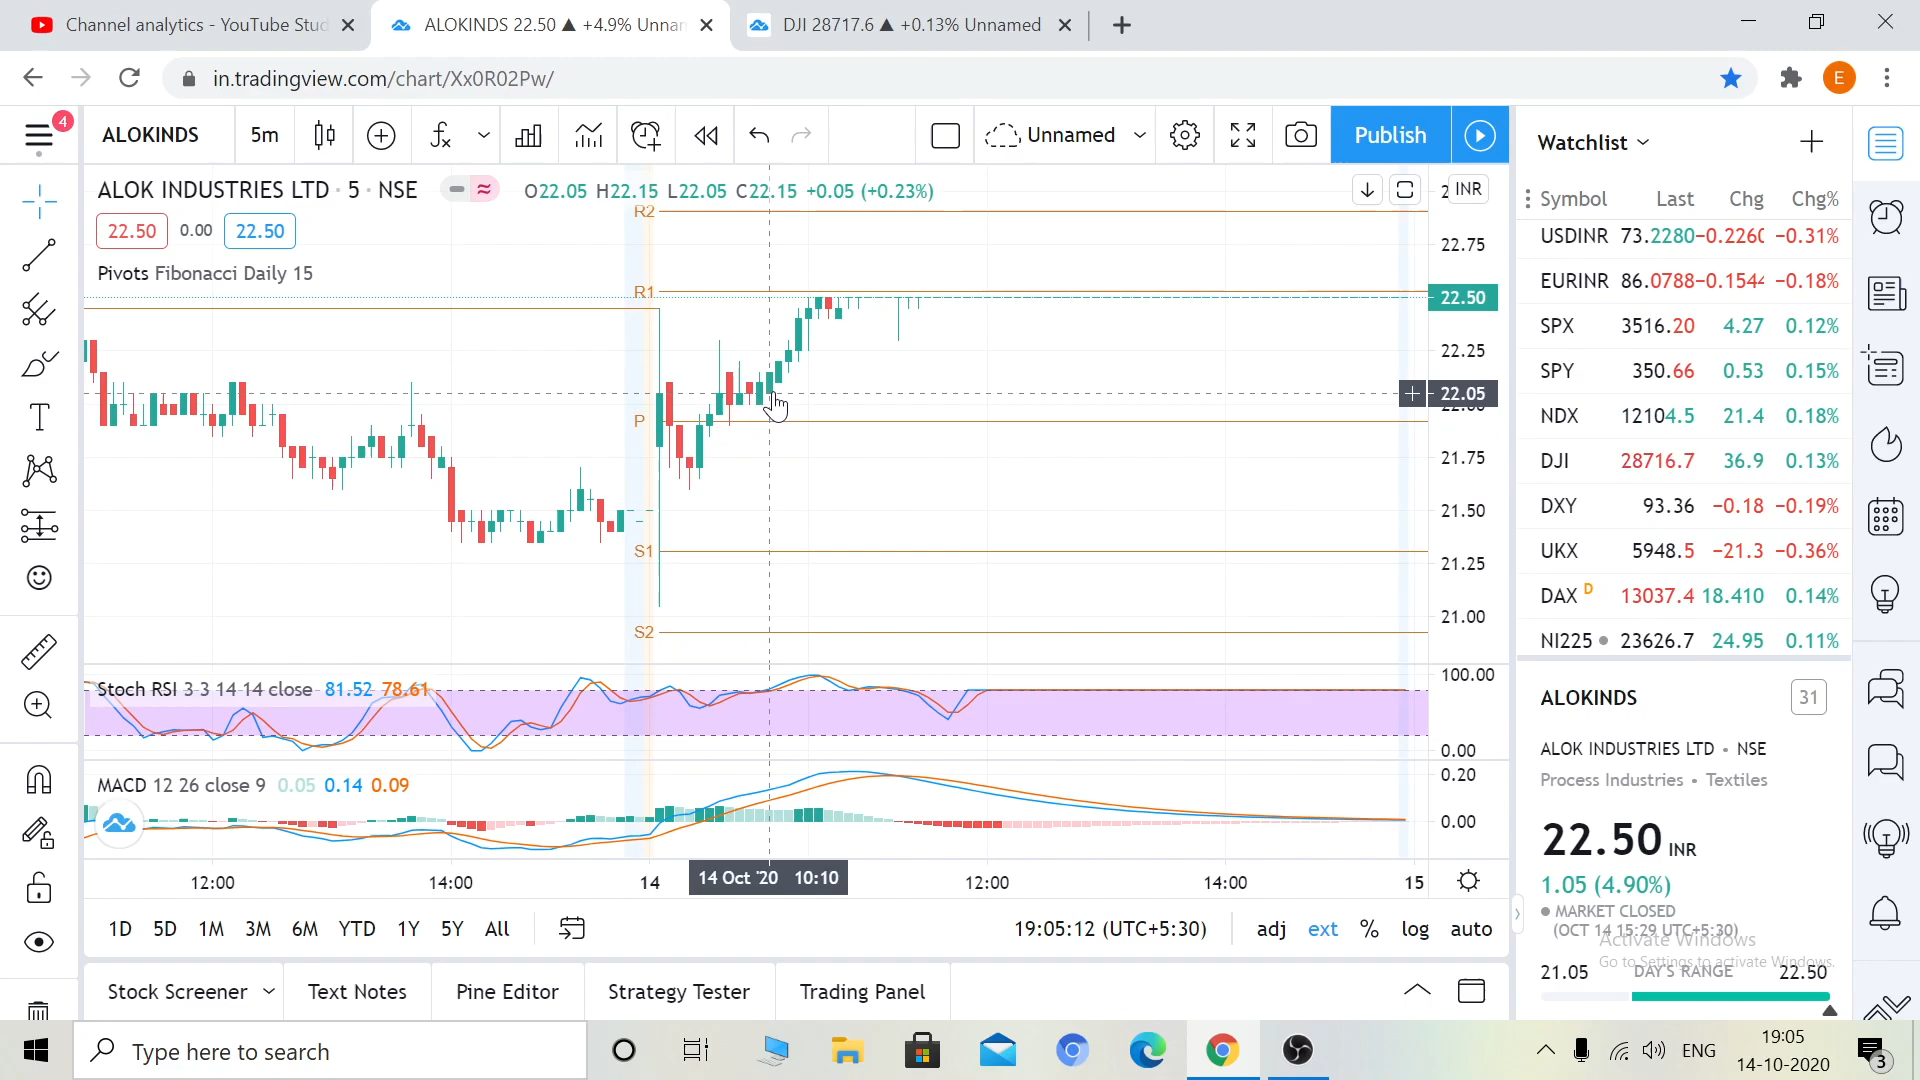 Channel analytics - YouTube Stud
ALOKINDS 22.50 ▲ +4.9% Unnam
DJI 28717.6 ▲ +0.13% Unnamed
in.tradingview.com/chart/Xx0R02Pw/
E
4
ALOKINDS
5m
Unnamed
Publish
ALOK INDUSTRIES LTD · 5 · NSE
O22.05 H22.15 L22.05 C22.15 +0.05 (+0.23%)
INR
22.50 0.00 22.50
Pivots Fibonacci Daily 15
R2
R1
P
S1
S2
22.75
22.50
22.25
22.05
22.00
21.75
21.50
21.25
21.00
Stoch RSI 3 3 14 14 close 81.52 78.61
100.00
0.00
MACD 12 26 close 9 0.05 0.14 0.09
0.20
0.00
12:00 14:00 14 14 Oct '20 10:10 12:00 14:00 15
1D 5D 1M 3M 6M YTD 1Y 5Y All
19:05:12 (UTC+5:30) adj ext % log auto
Stock Screener Text Notes Pine Editor Strategy Tester Trading Panel
Watchlist
Symbol Last Chg Chg%
USDINR 73.2280 −0.2260 −0.31%
EURINR 86.0788 −0.1544 −0.18%
SPX 3516.20 4.27 0.12%
SPY 350.66 0.53 0.15%
NDX 12104.5 21.4 0.18%
DJI 28716.7 36.9 0.13%
DXY 93.36 −0.18 −0.19%
UKX 5948.5 −21.3 −0.36%
DAX D 13037.4 18.410 0.14%
NI225 23626.7 24.95 0.11%
ALOKINDS
31
ALOK INDUSTRIES LTD • NSE
Process Industries • Textiles
22.50 INR
1.05 (4.90%)
MARKET CLOSED
(OCT 14 15:29 UTC+5:30)
Activate Windows
Go to Settings to activate Windows.
21.05 DAY'S RANGE 22.50
Type here to search
ENG
19:05
14-10-2020
3